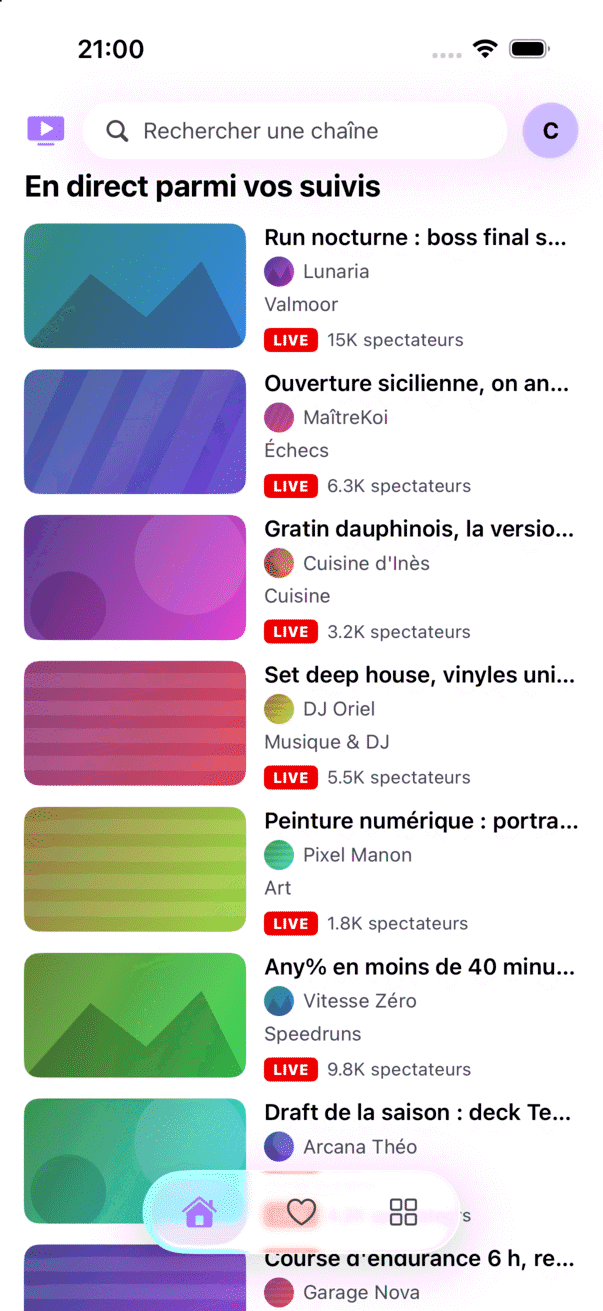 21:00
Rechercher une chaîne
C
En direct parmi vos suivis
Run nocturne : boss final s...
Lunaria
Valmoor
LIVE 15K spectateurs
Ouverture sicilienne, on an...
MaîtreKoi
Échecs
LIVE 6.3K spectateurs
Gratin dauphinois, la versio...
Cuisine d'Inès
Cuisine
LIVE 3.2K spectateurs
Set deep house, vinyles uni...
DJ Oriel
Musique & DJ
LIVE 5.5K spectateurs
Peinture numérique : portra...
Pixel Manon
Art
LIVE 1.8K spectateurs
Any% en moins de 40 minu...
Vitesse Zéro
Speedruns
LIVE 9.8K spectateurs
Draft de la saison : deck Te...
Arcana Théo
Course d'endurance 6 h, re...
Garage Nova